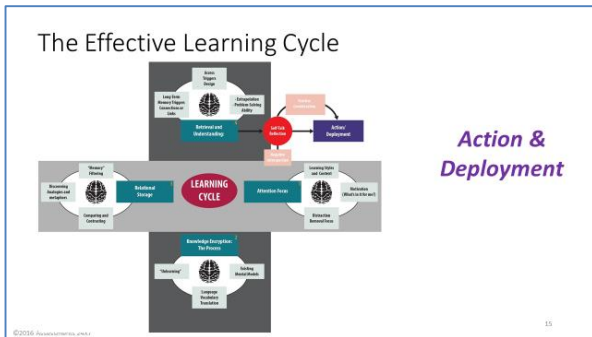 The Effective Learning Cycle
Access
Triggers
Design
Long Term
Memory Triggers
Connections or
Links
Extrapolation
Problem Solving
Ability
Retrieval and
Understanding
Self Talk
Reflection
Action/
Deployment
"Memory"
Filtering
Discovering
Analogies and
metaphors
Comparing and
Contrasting
Relational
Storage
LEARNING
CYCLE
Attention Focus
Learning Styles
and Context
Motivation
(What's in it for me?)
Distraction
Removal/Focus
Knowledge Encryption:
The Process
"Relearning"
Existing
Mental Models
Language
Vocabulary
Translation
Action &
Deployment
©2016
15